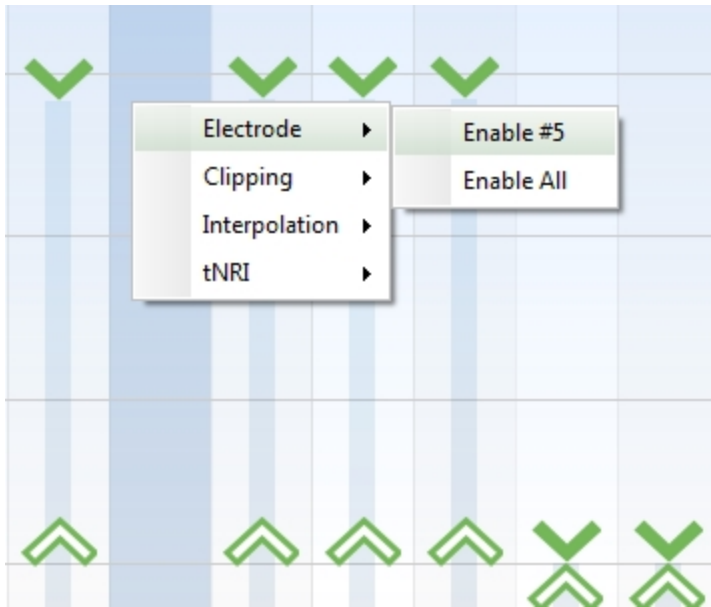 Electrode
Enable #5
Clipping
Enable All
Interpolation
tNRI